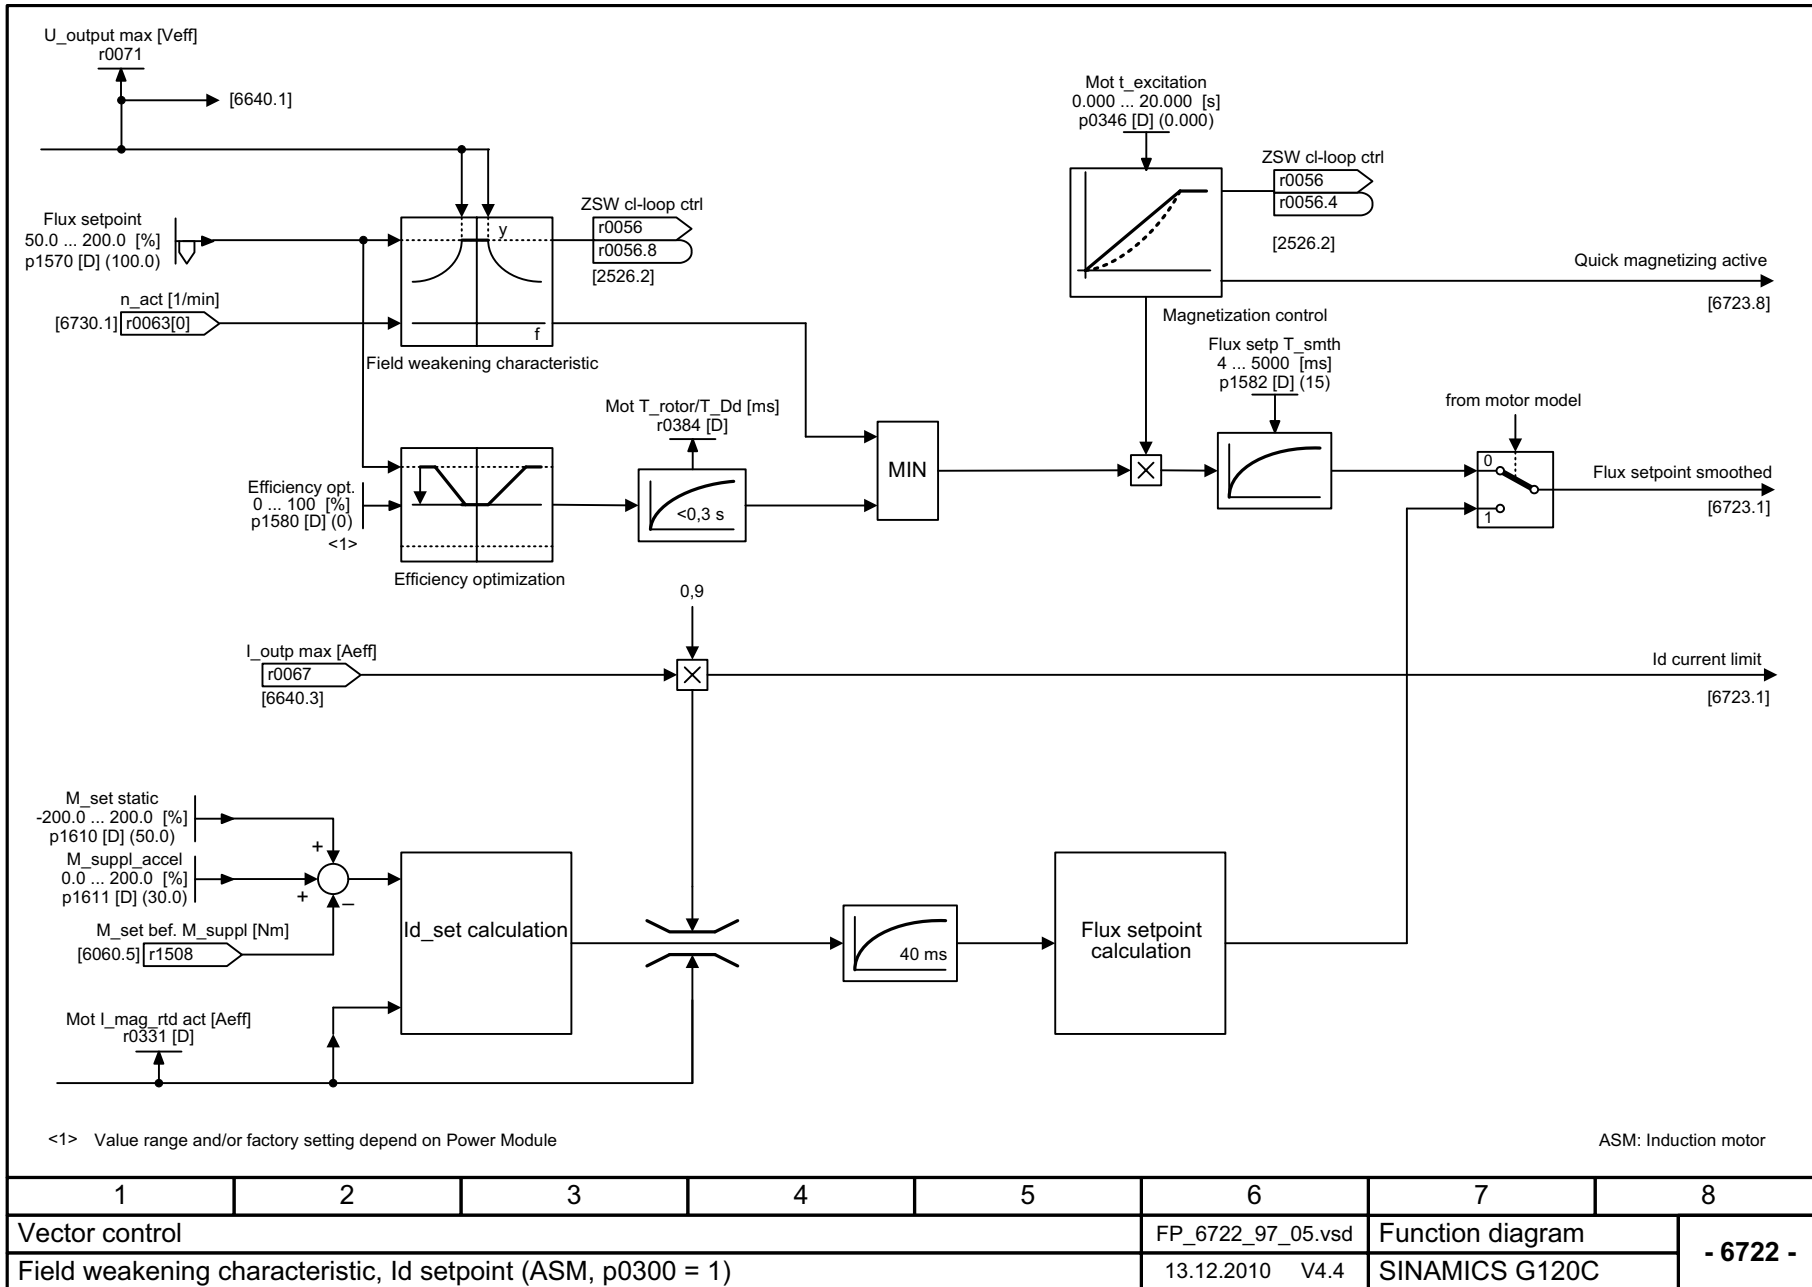 U_output max [Veff]
r0071
[6640.1]
Flux setpoint
50.0 ... 200.0 [%]
p1570 [D] (100.0)
n_act [1/min]
[6730.1] r0063[0]
y
f
Field weakening characteristic
ZSW cl-loop ctrl
r0056
r0056.8
[2526.2]
Mot t_excitation
0.000 ... 20.000 [s]
p0346 [D] (0.000)
ZSW cl-loop ctrl
r0056
r0056.4
[2526.2]
Quick magnetizing active
[6723.8]
Magnetization control
Flux setp T_smth
4 ... 5000 [ms]
p1582 [D] (15)
from motor model
0
1
Flux setpoint smoothed
[6723.1]
Efficiency opt.
0 ... 100 [%]
p1580 [D] (0)
<1>
Efficiency optimization
Mot T_rotor/T_Dd [ms]
r0384 [D]
<0,3 s
MIN
0,9
I_outp max [Aeff]
r0067
[6640.3]
Id current limit
[6723.1]
M_set static
-200.0 ... 200.0 [%]
p1610 [D] (50.0)
M_suppl_accel
0.0 ... 200.0 [%]
p1611 [D] (30.0)
+
+
–
M_set bef. M_suppl [Nm]
[6060.5] r1508
Id_set calculation
40 ms
Flux setpoint
calculation
Mot I_mag_rtd act [Aeff]
r0331 [D]
<1> Value range and/or factory setting depend on Power Module
ASM: Induction motor
1 2 3 4 5 6 7 8
Vector control
FP_6722_97_05.vsd
Function diagram
- 6722 -
Field weakening characteristic, Id setpoint (ASM, p0300 = 1)
13.12.2010 V4.4
SINAMICS G120C